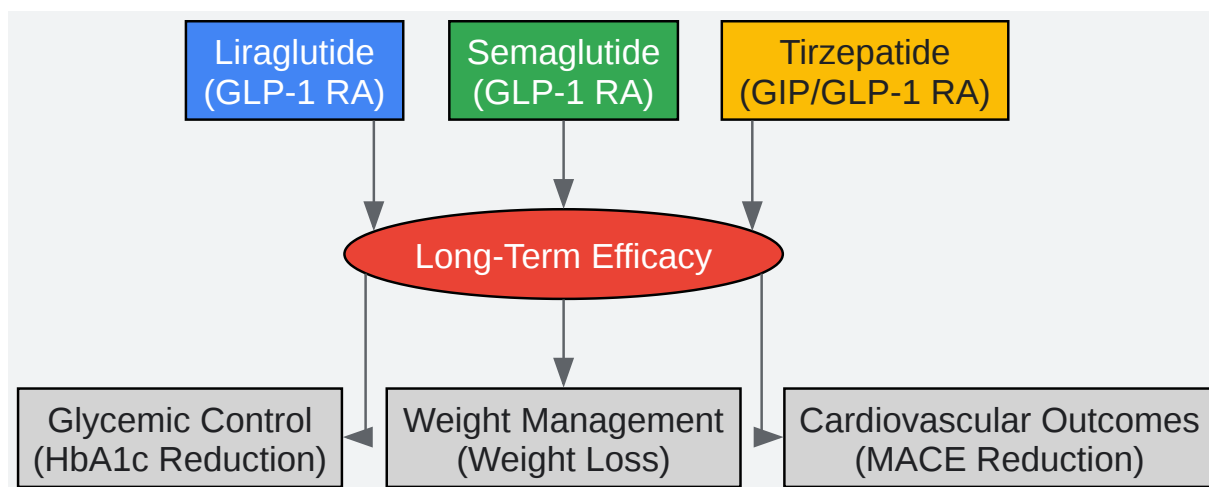 Liraglutide
(GLP-1 RA)
Semaglutide
(GLP-1 RA)
Tirzepatide
(GIP/GLP-1 RA)
Long-Term Efficacy
Glycemic Control
(HbA1c Reduction)
Weight Management
(Weight Loss)
Cardiovascular Outcomes
(MACE Reduction)